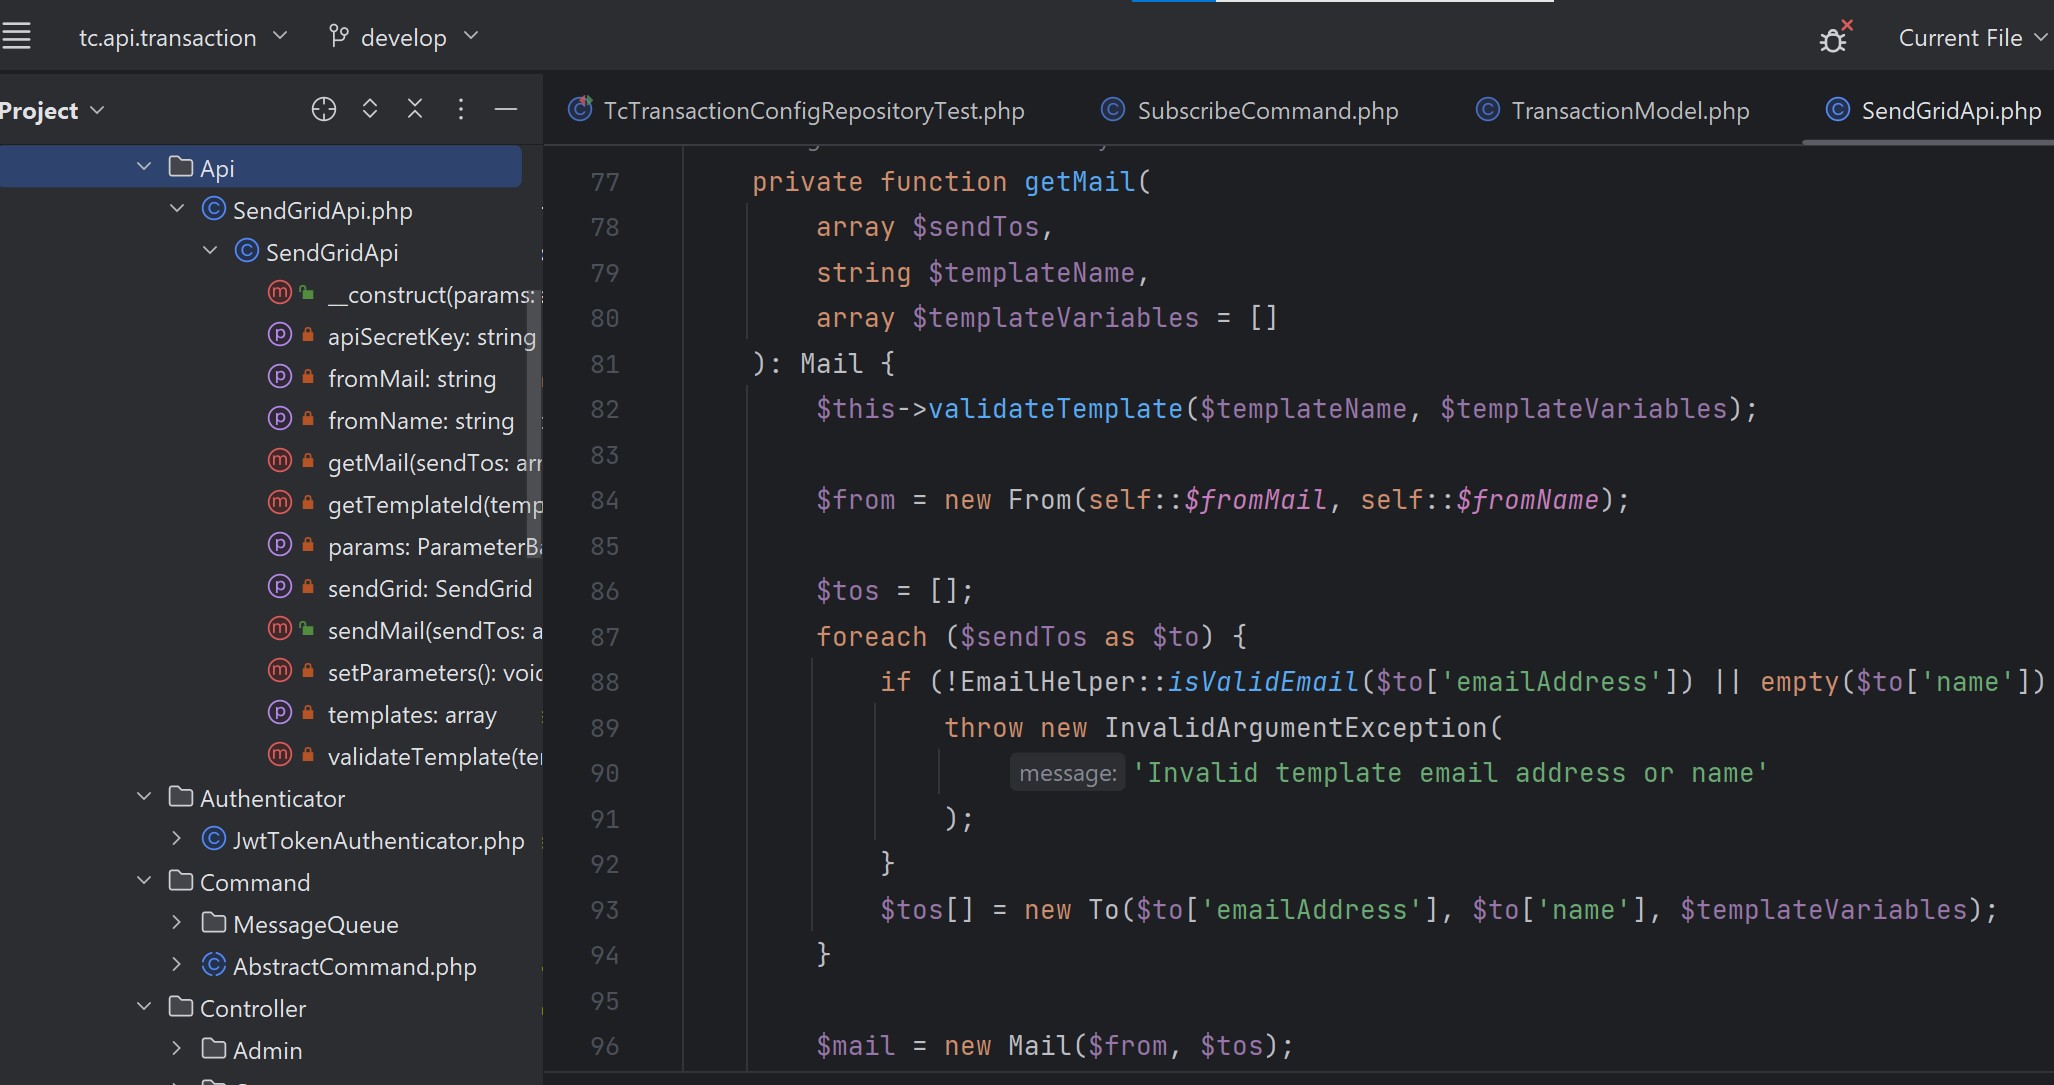 tc.api.transaction
develop
Current File
Project
TcTransactionConfigRepositoryTest.php
SubscribeCommand.php
TransactionModel.php
SendGridApi.php
Api
SendGridApi.php
SendGridApi
__construct(params:
apiSecretKey: string
fromMail: string
fromName: string
getMail(sendTos: arr
getTemplateId(temp
params: ParameterBa
sendGrid: SendGrid
sendMail(sendTos: a
setParameters(): void
templates: array
validateTemplate(te
Authenticator
JwtTokenAuthenticator.php
Command
MessageQueue
AbstractCommand.php
Controller
Admin
77 private function getMail(
78 array $sendTos,
79 string $templateName,
80 array $templateVariables = []
81 ): Mail {
82 $this->validateTemplate($templateName, $templateVariables);
83
84 $from = new From(self::$fromMail, self::$fromName);
85
86 $tos = [];
87 foreach ($sendTos as $to) {
88 if (!EmailHelper::isValidEmail($to['emailAddress']) || empty($to['name'])
89 throw new InvalidArgumentException(
90 message: 'Invalid template email address or name'
91 );
92 }
93 $tos[] = new To($to['emailAddress'], $to['name'], $templateVariables);
94 }
95
96 $mail = new Mail($from, $tos);